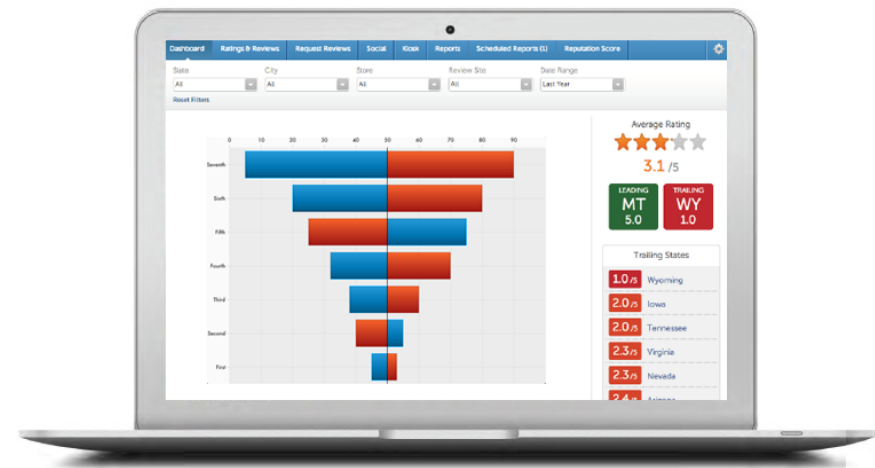 Dashboard Ratings & Reviews Request Reviews Social Kiosk Reports Scheduled Reports (1) Reputation Score
State City Store Review Site Date Range
All All All All Last Year
Reset Filters
0 10 20 30 40 50 60 70 80 90
Seventh
Sixth
Fifth
Fourth
Third
Second
First
Average Rating
3.1 /5
LEADING TRAILING
MT WY
5.0 1.0
Trailing States
1.0 /5 Wyoming
2.0 /5 Iowa
2.0 /5 Tennessee
2.3 /5 Virginia
2.3 /5 Nevada
2.4 /5 Arizona